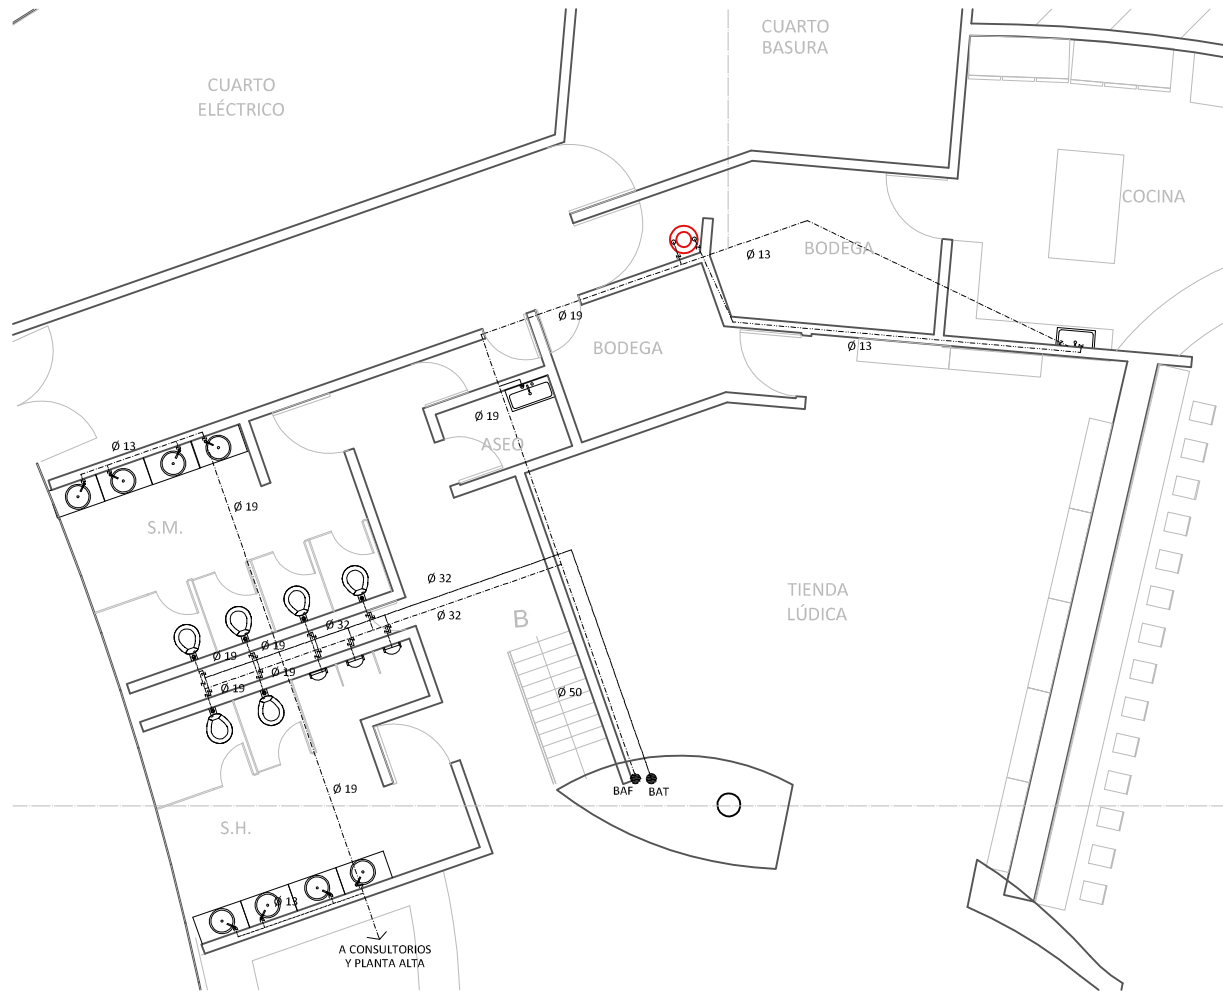 CUARTO
BASURA
CUARTO
ELÉCTRICO
COCINA
BODEGA
Ø 13
Ø 19
BODEGA
Ø 13
Ø 19
ASEO
Ø 13
Ø 19
S.M.
Ø 32
TIENDA
LÚDICA
Ø 32
B
Ø 32
Ø 19
Ø 19
Ø 19
Ø 19
Ø 50
Ø 19
BAF
BAT
S.H.
Ø 13
A CONSULTORIOS
Y PLANTA ALTA